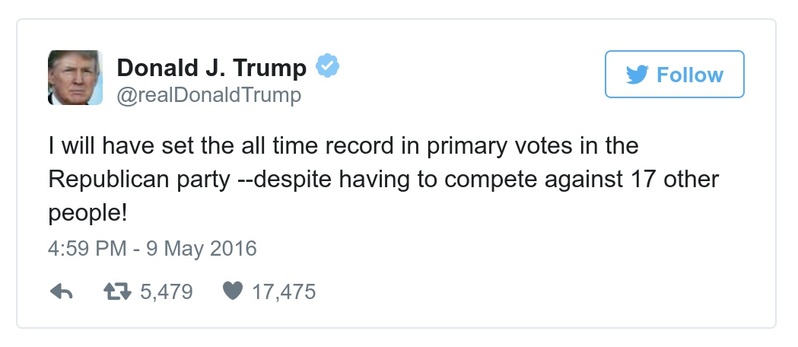 Donald J. Trump
@realDonaldTrump
Follow
I will have set the all time record in primary votes in the
Republican party --despite having to compete against 17 other
people!
4:59 PM - 9 May 2016
5,479 17,475